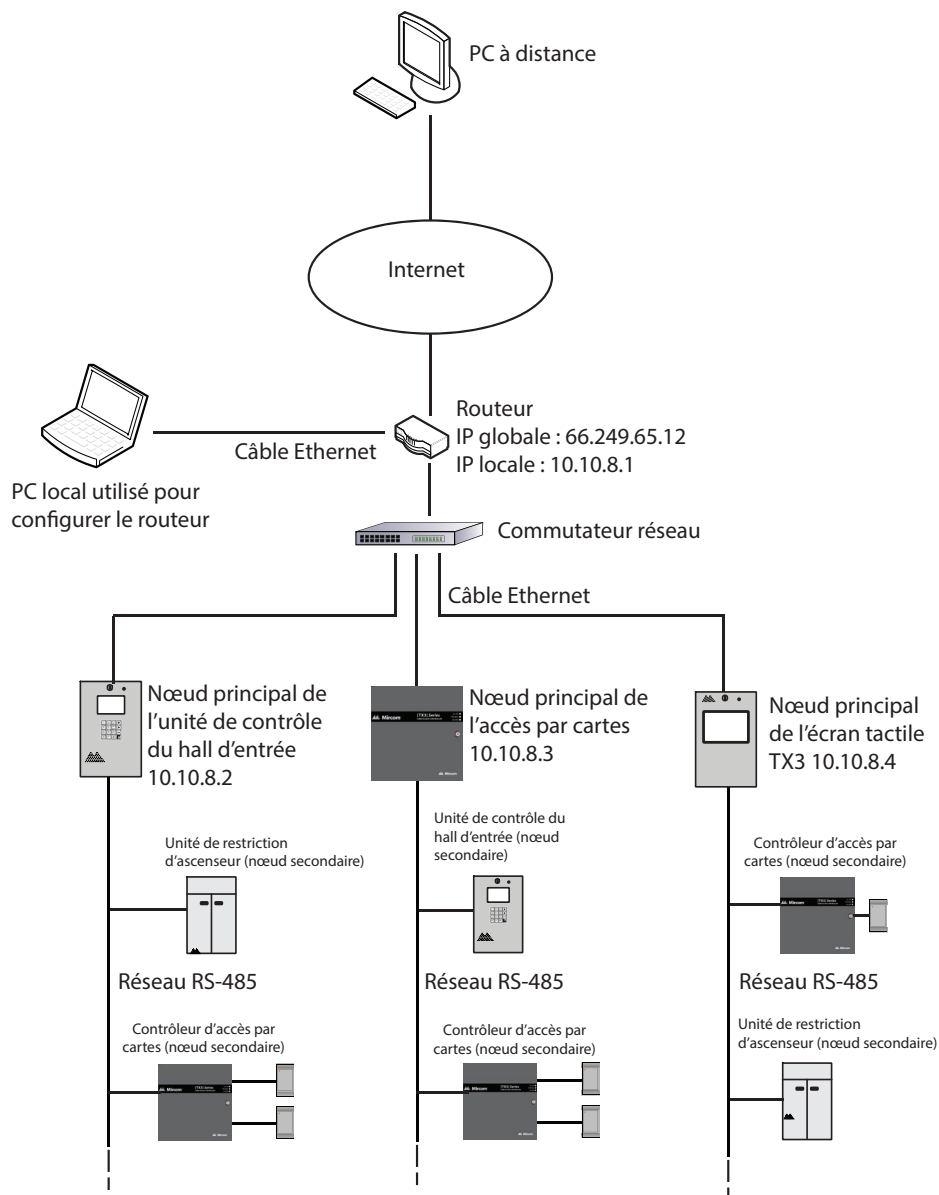 PC à distance
Internet
Routeur
IP globale : 66.249.65.12
IP locale : 10.10.8.1
Câble Ethernet
PC local utilisé pour
configurer le routeur
Commutateur réseau
Câble Ethernet
Nœud principal de
l'unité de contrôle
du hall d'entrée
10.10.8.2
Mircom
Nœud principal de
l'accès par cartes
10.10.8.3
Nœud principal
de l'écran tactile
TX3 10.10.8.4
Unité de restriction
d'ascenseur (nœud secondaire)
Unité de contrôle du
hall d'entrée (nœud
secondaire)
Contrôleur d'accès par
cartes (nœud secondaire)
Réseau RS-485
Réseau RS-485
Réseau RS-485
Contrôleur d'accès par
cartes (nœud secondaire)
Contrôleur d'accès par
cartes (nœud secondaire)
Unité de restriction
d'ascenseur (nœud secondaire)